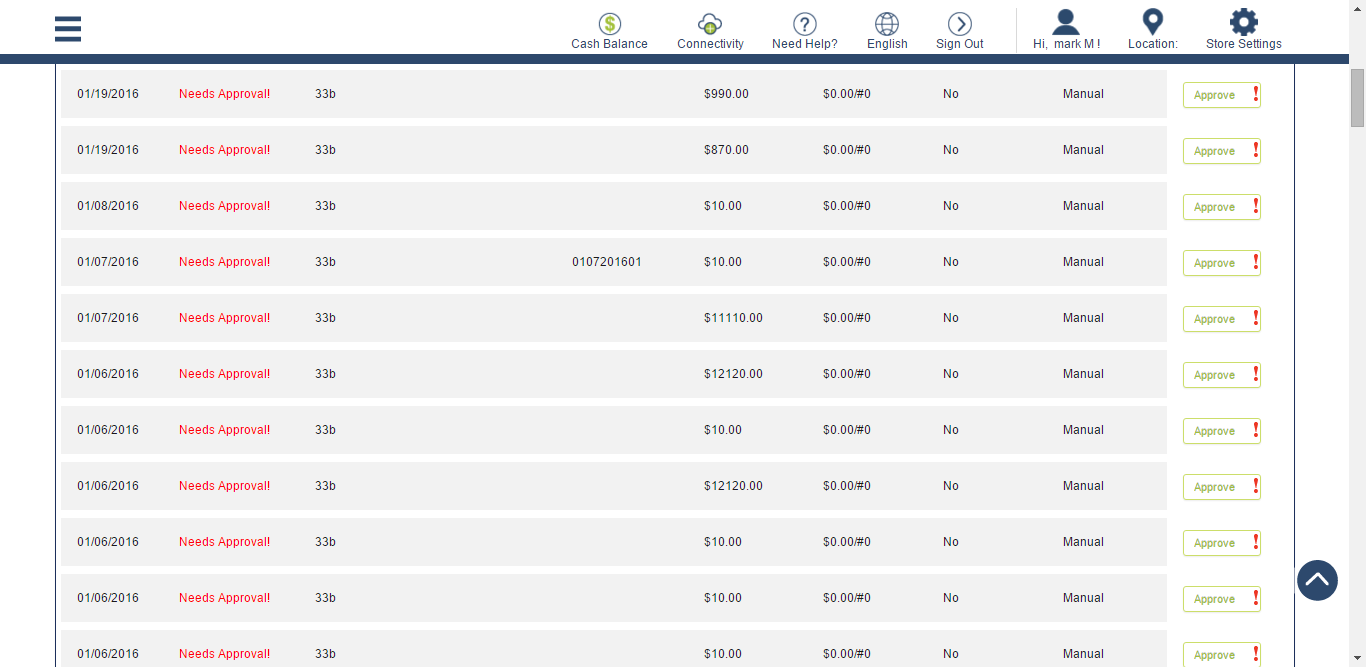 Cash Balance Connectivity Need Help? English Sign Out Hi, mark M ! Location: Store Settings
01/19/2016 Needs Approval! 33b $990.00 $0.00/#0 No Manual Approve !
01/19/2016 Needs Approval! 33b $870.00 $0.00/#0 No Manual Approve !
01/08/2016 Needs Approval! 33b $10.00 $0.00/#0 No Manual Approve !
01/07/2016 Needs Approval! 33b 0107201601 $10.00 $0.00/#0 No Manual Approve !
01/07/2016 Needs Approval! 33b $11110.00 $0.00/#0 No Manual Approve !
01/06/2016 Needs Approval! 33b $12120.00 $0.00/#0 No Manual Approve !
01/06/2016 Needs Approval! 33b $10.00 $0.00/#0 No Manual Approve !
01/06/2016 Needs Approval! 33b $12120.00 $0.00/#0 No Manual Approve !
01/06/2016 Needs Approval! 33b $10.00 $0.00/#0 No Manual Approve !
01/06/2016 Needs Approval! 33b $10.00 $0.00/#0 No Manual Approve !
01/06/2016 Needs Approval! 33b $10.00 $0.00/#0 No Manual Approve !